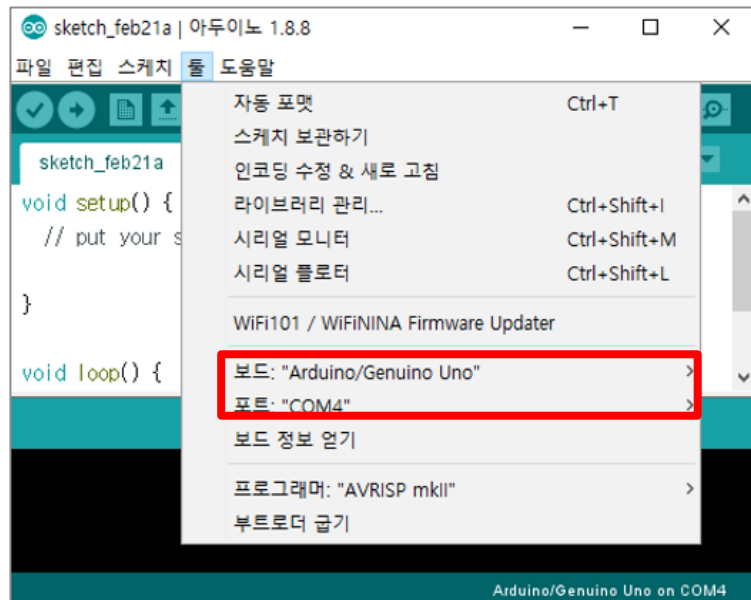 sketch_feb21a | 아두이노 1.8.8
파일 편집 스케치 툴 도움말
자동 포맷 Ctrl+T
스케치 보관하기
sketch_feb21a
인코딩 수정 & 새로 고침
void setup() {
라이브러리 관리... Ctrl+Shift+I
// put your s
시리얼 모니터 Ctrl+Shift+M
시리얼 플로터 Ctrl+Shift+L
}
WiFi101 / WiFiNINA Firmware Updater
void loop() {
보드: "Arduino/Genuino Uno"
포트: "COM4"
보드 정보 얻기
프로그래머: "AVRISP mkII"
부트로더 굽기
Arduino/Genuino Uno on COM4